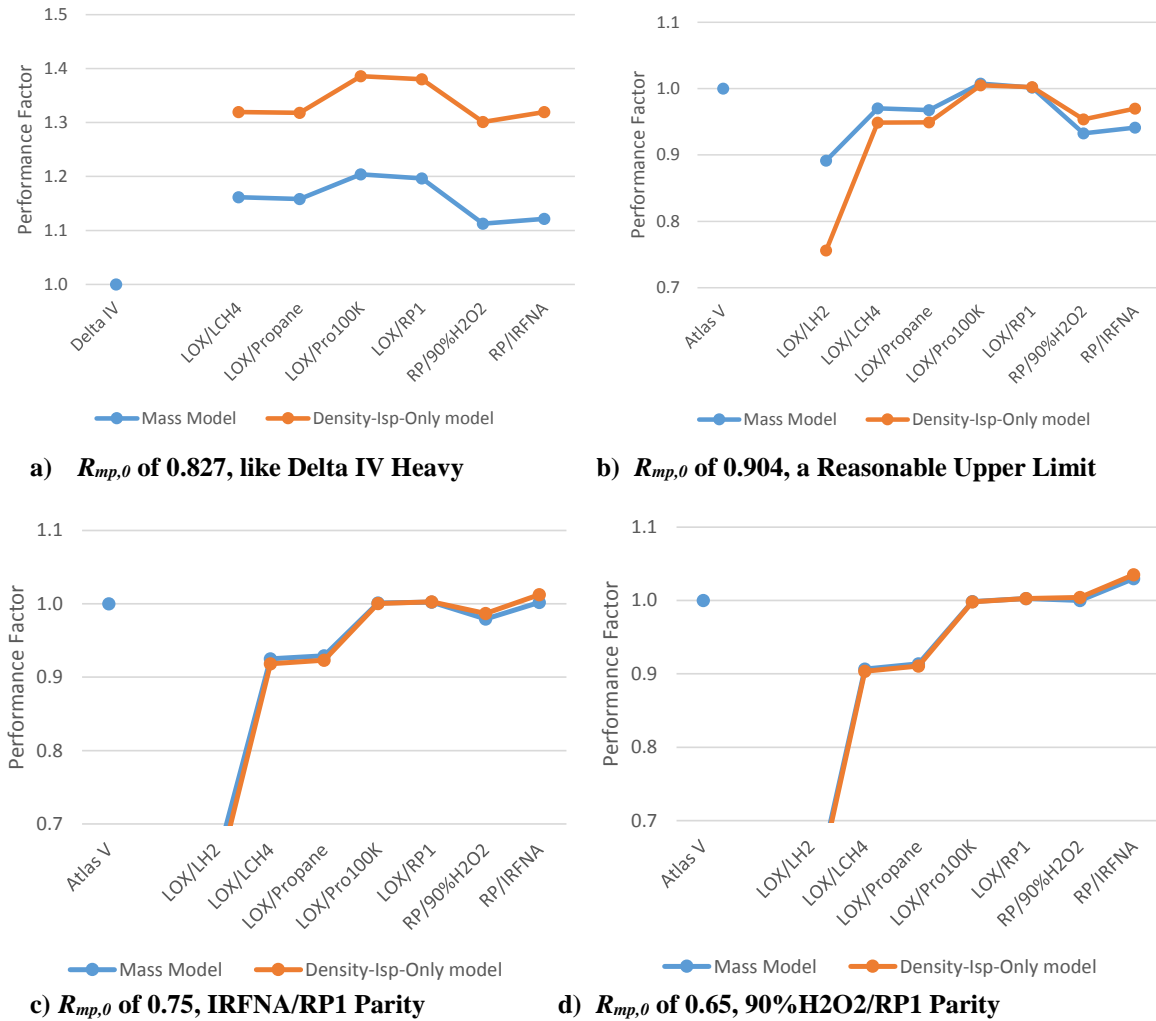 1.5
1.4
1.3
1.2
1.1
1.0
Performance Factor
Delta IV
LOX/LCH4
LOX/Propane
LOX/Pro100K
LOX/RP1
RP/90%H2O2
RP/IRFNA
Mass Model Density-Isp-Only model
a) Rmp,0 of 0.827, like Delta IV Heavy
1.1
1.0
0.9
0.8
0.7
Performance Factor
Atlas V
LOX/LH2
LOX/LCH4
LOX/Propane
LOX/Pro100K
LOX/RP1
RP/90%H2O2
RP/IRFNA
Mass Model Density-Isp-Only model
b) Rmp,0 of 0.904, a Reasonable Upper Limit
1.1
1.0
0.9
0.8
0.7
Performance Factor
Atlas V
LOX/LH2
LOX/LCH4
LOX/Propane
LOX/Pro100K
LOX/RP1
RP/90%H2O2
RP/IRFNA
Mass Model Density-Isp-Only model
c) Rmp,0 of 0.75, IRFNA/RP1 Parity
1.1
1.0
0.9
0.8
0.7
Performance Factor
Atlas V
LOX/LH2
LOX/LCH4
LOX/Propane
LOX/Pro100K
LOX/RP1
RP/90%H2O2
RP/IRFNA
Mass Model Density-Isp-Only model
d) Rmp,0 of 0.65, 90%H2O2/RP1 Parity